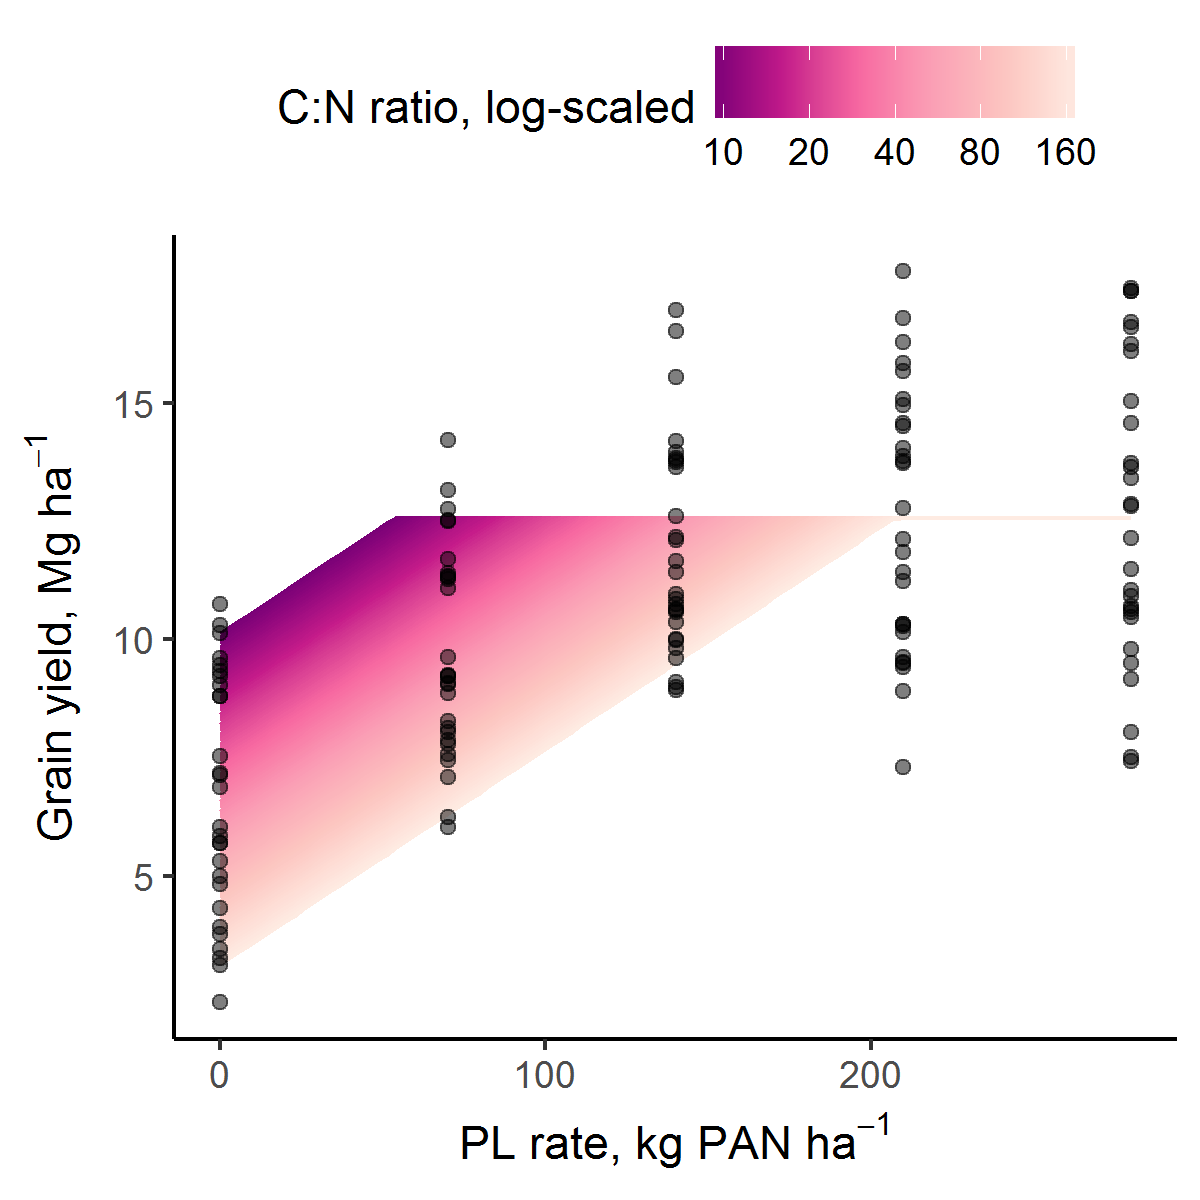 C:N ratio, log-scaled
10 20 40 80 160
15
10
5
Grain yield, Mg ha⁻¹
0 100 200
PL rate, kg PAN ha⁻¹